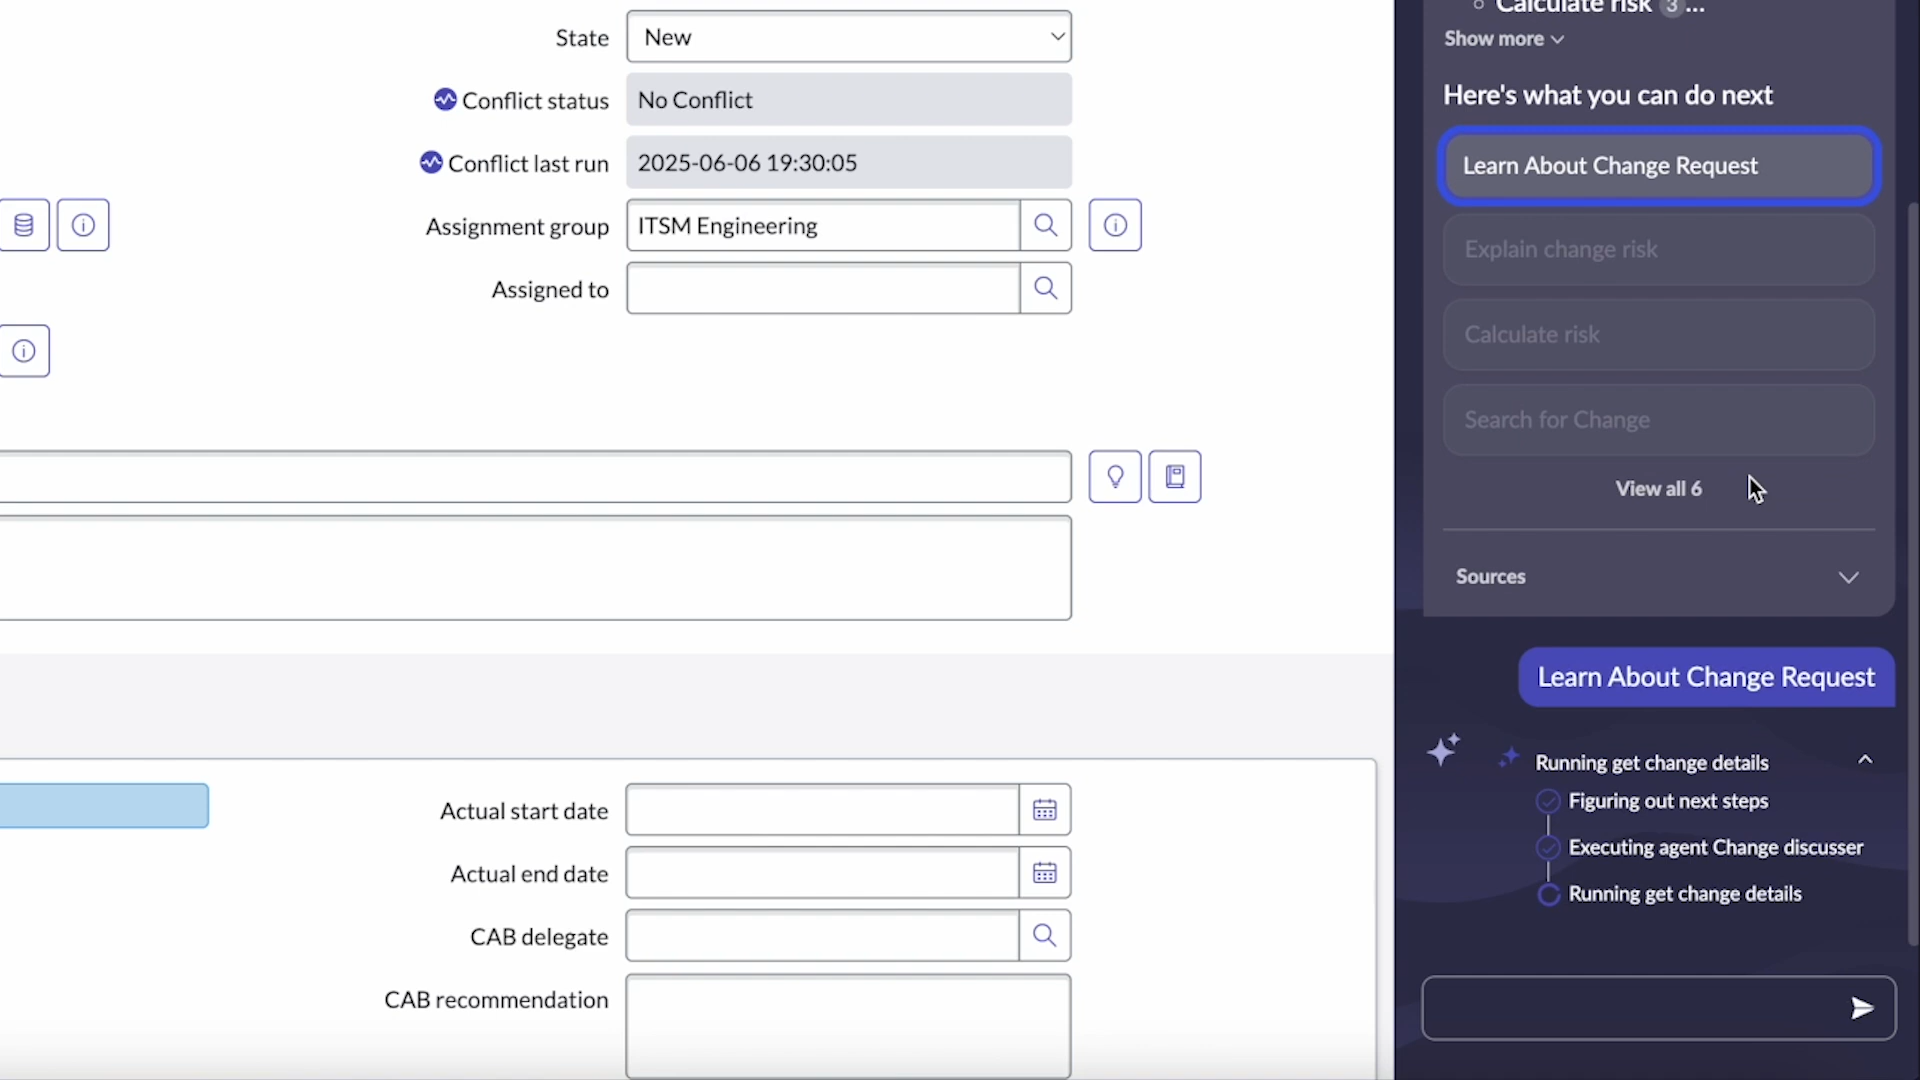 State
New
Conflict status
No Conflict
Conflict last run
2025-06-06 19:30:05
Assignment group
ITSM Engineering
Assigned to
Actual start date
Actual end date
CAB delegate
CAB recommendation
Calculate risk 3...
Show more
Here's what you can do next
Learn About Change Request
Explain change risk
Calculate risk
Search for Change
View all 6
Sources
Learn About Change Request
Running get change details
Figuring out next steps
Executing agent Change discusser
Running get change details